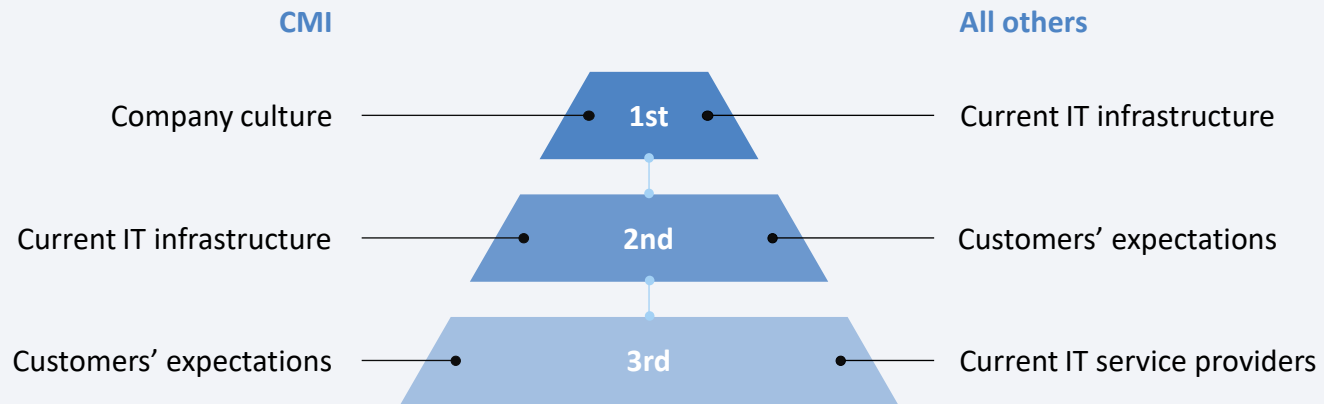 CMI
All others
Company culture
1st
Current IT infrastructure
Current IT infrastructure
2nd
Customers’ expectations
Customers’ expectations
3rd
Current IT service providers